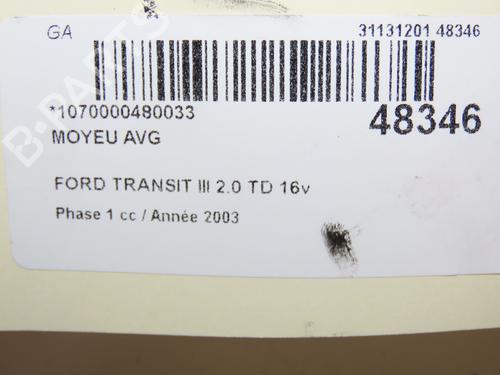 GA
31131201 48346
*1070000480033
48346
MOYEU AVG
FORD TRANSIT III 2.0 TD 16v
Phase 1 cc / Année 2003
B-PARTS